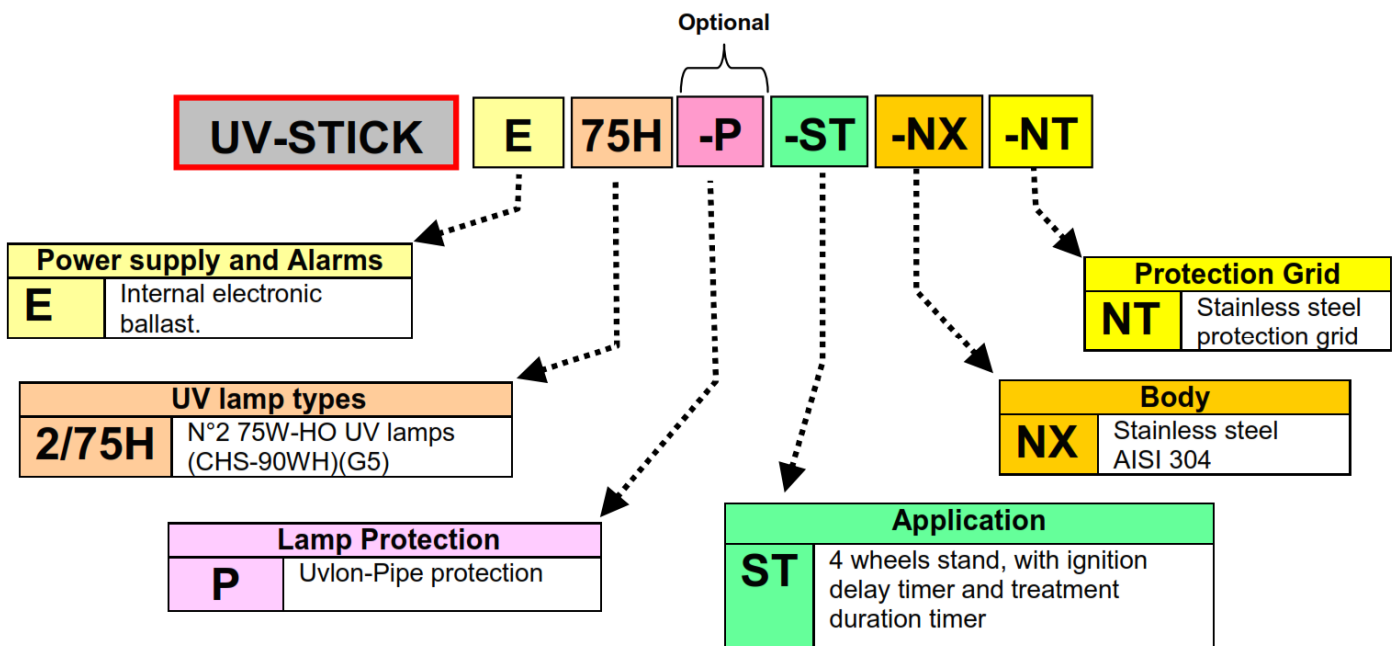 Optional
UV-STICK E 75H -P -ST -NX -NT
Power supply and Alarms
E
Internal electronic
ballast.
Protection Grid
NT
Stainless steel
protection grid
UV lamp types
2/75H
N°2 75W-HO UV lamps
(CHS-90WH)(G5)
Body
NX
Stainless steel
AISI 304
Lamp Protection
P
Uvlon-Pipe protection
Application
ST
4 wheels stand, with ignition
delay timer and treatment
duration timer